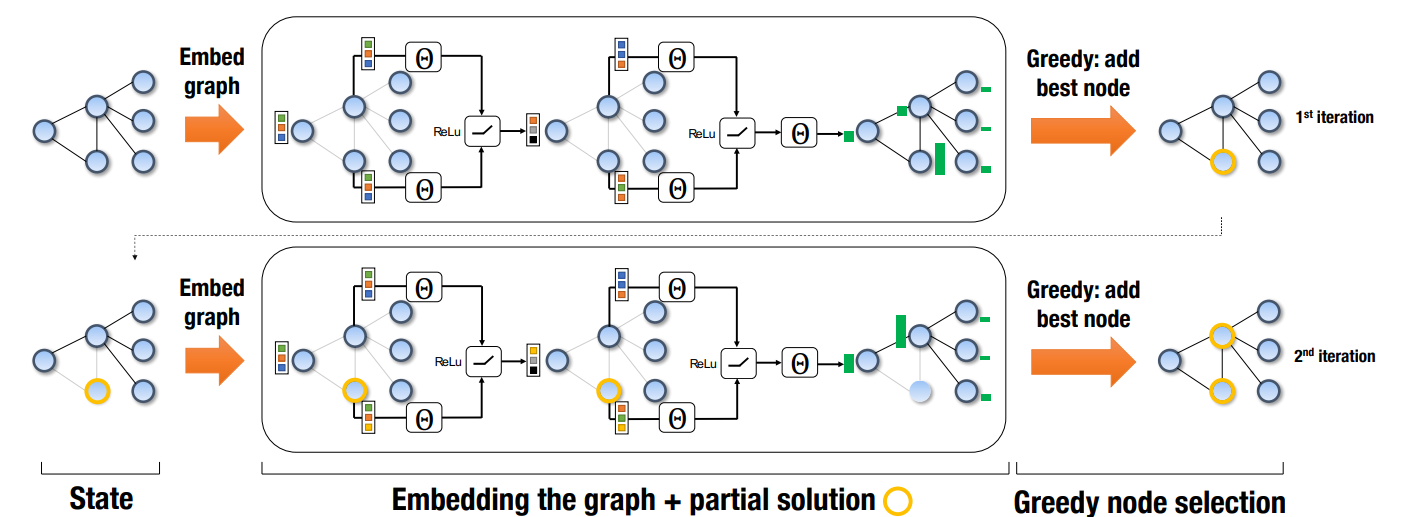 Embed
graph
Θ
Θ
ReLu
Θ
Θ
ReLu
Θ
Greedy: add
best node
1st iteration
Embed
graph
Θ
Θ
ReLu
Θ
Θ
ReLu
Θ
Greedy: add
best node
2nd iteration
State
Embedding the graph + partial solution
Greedy node selection